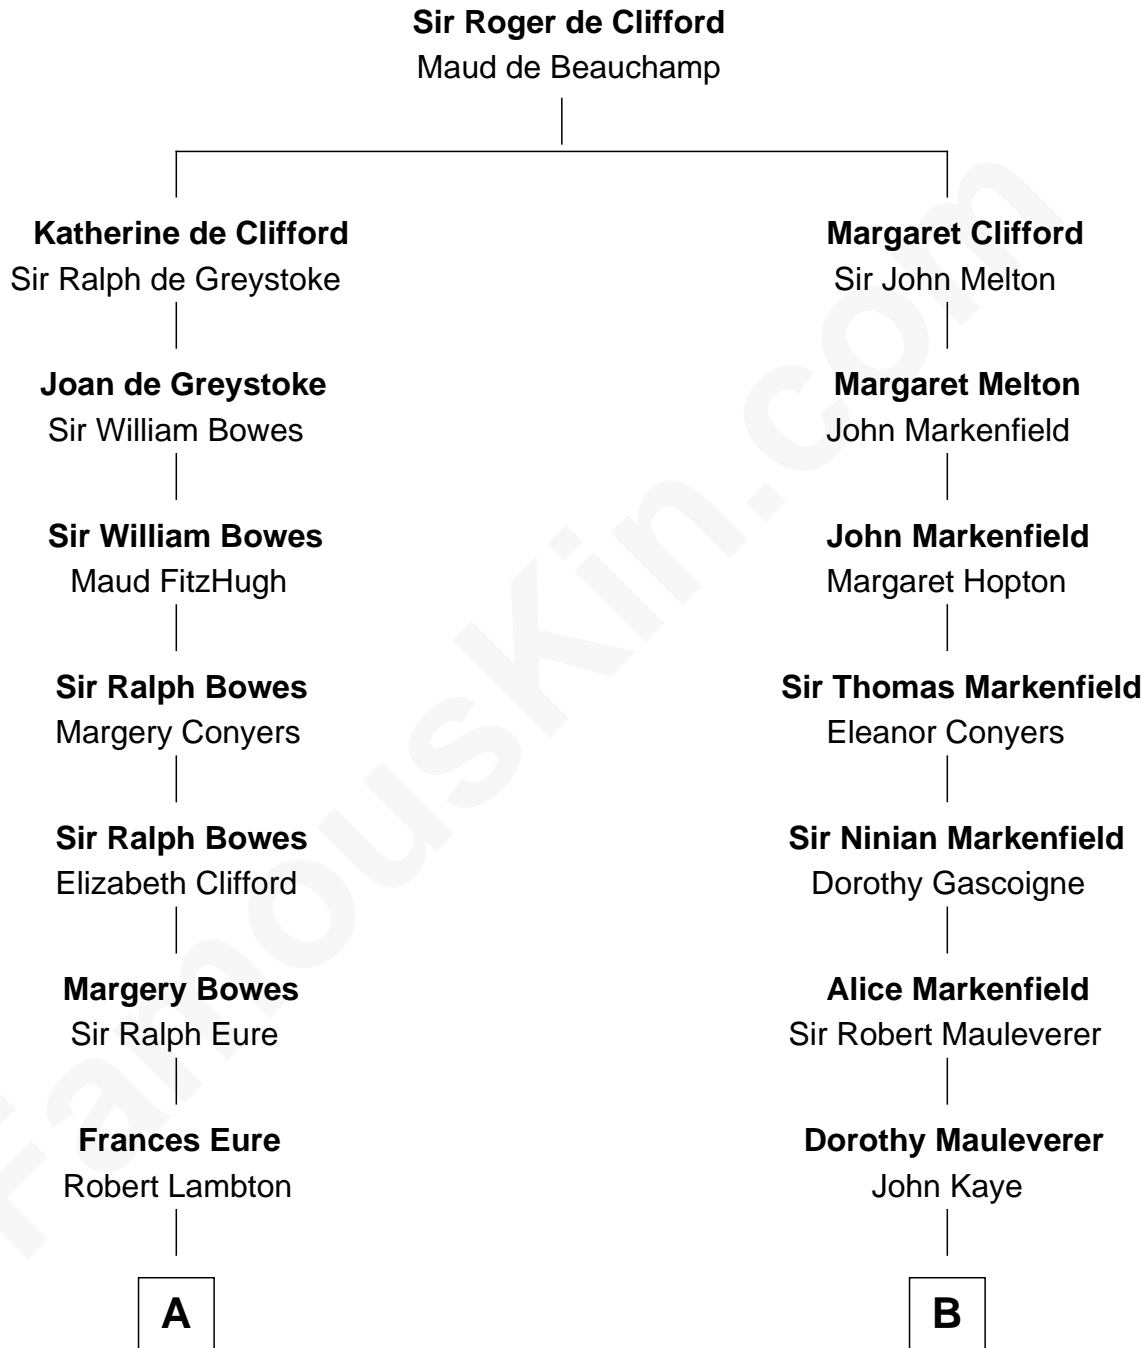 Sir Roger de Clifford
Maud de Beauchamp
Katherine de Clifford
Sir Ralph de Greystoke
Margaret Clifford
Sir John Melton
Joan de Greystoke
Sir William Bowes
Margaret Melton
John Markenfield
Sir William Bowes
Maud FitzHugh
John Markenfield
Margaret Hopton
Sir Ralph Bowes
Margery Conyers
Sir Thomas Markenfield
Eleanor Conyers
Sir Ralph Bowes
Elizabeth Clifford
Sir Ninian Markenfield
Dorothy Gascoigne
Margery Bowes
Sir Ralph Eure
Alice Markenfield
Sir Robert Mauleverer
Frances Eure
Robert Lambton
Dorothy Mauleverer
John Kaye
A
B
FamousKin.com